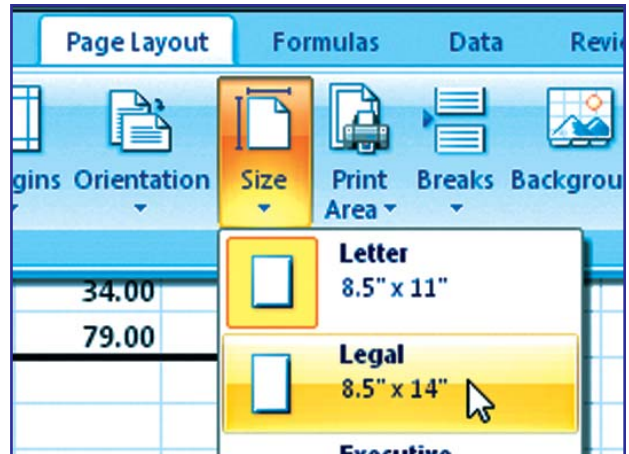 Page Layout Formulas Data
Orientation Size Print Breaks
Area
Letter
8.5" x 11"
34.00
79.00
Legal
8.5" x 14"
Executive